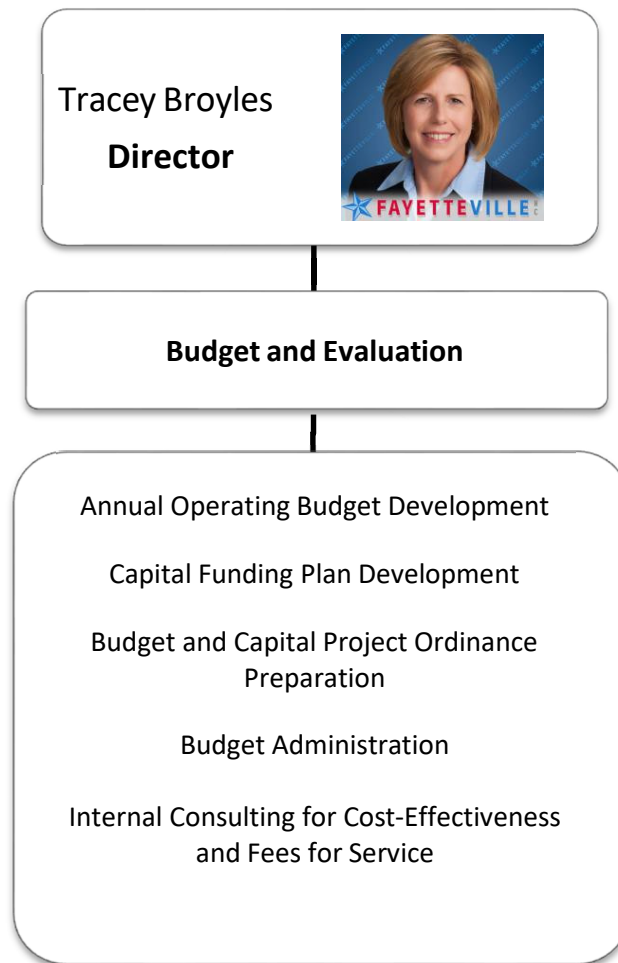 Tracey Broyles
Director
FAYETTEVILLE
Budget and Evaluation
Annual Operating Budget Development
Capital Funding Plan Development
Budget and Capital Project Ordinance
Preparation
Budget Administration
Internal Consulting for Cost-Effectiveness
and Fees for Service